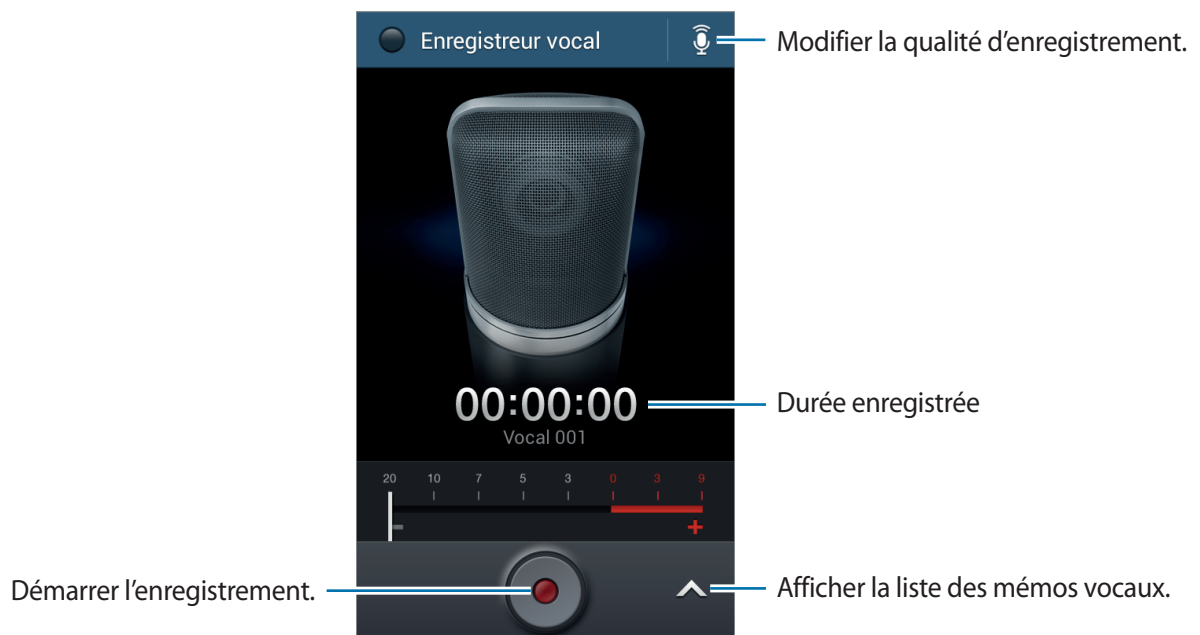 Enregistreur vocal
Modifier la qualité d'enregistrement.
00:00:00
Durée enregistrée
Vocal 001
20 10 7 5 3 0 3 9
- +
Démarrer l'enregistrement.
Afficher la liste des mémos vocaux.